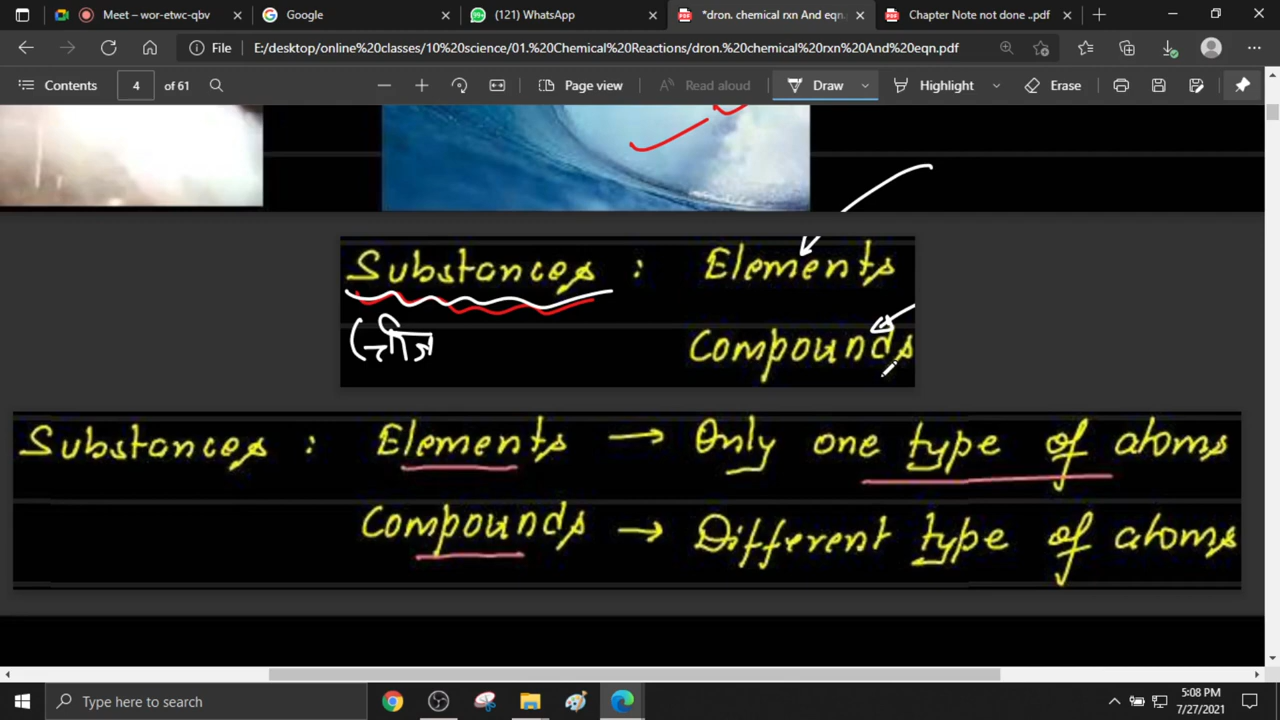 Meet – wor-etwc-qbv
Google
(121) WhatsApp
*dron. chemical rxn And eqn.
Chapter Note not done ..pdf
File
E:/desktop/online%20classes/10%20science/01.%20Chemical%20Reactions/dron.%20chemical%20rxn%20And%20eqn.pdf
Contents
4
of 61
Page view
Read aloud
Draw
Highlight
Erase
Substances : Elements
Compounds
Substances : Elements → Only one type of atoms
Compounds → Different type of atoms
Type here to search
5:08 PM
7/27/2021